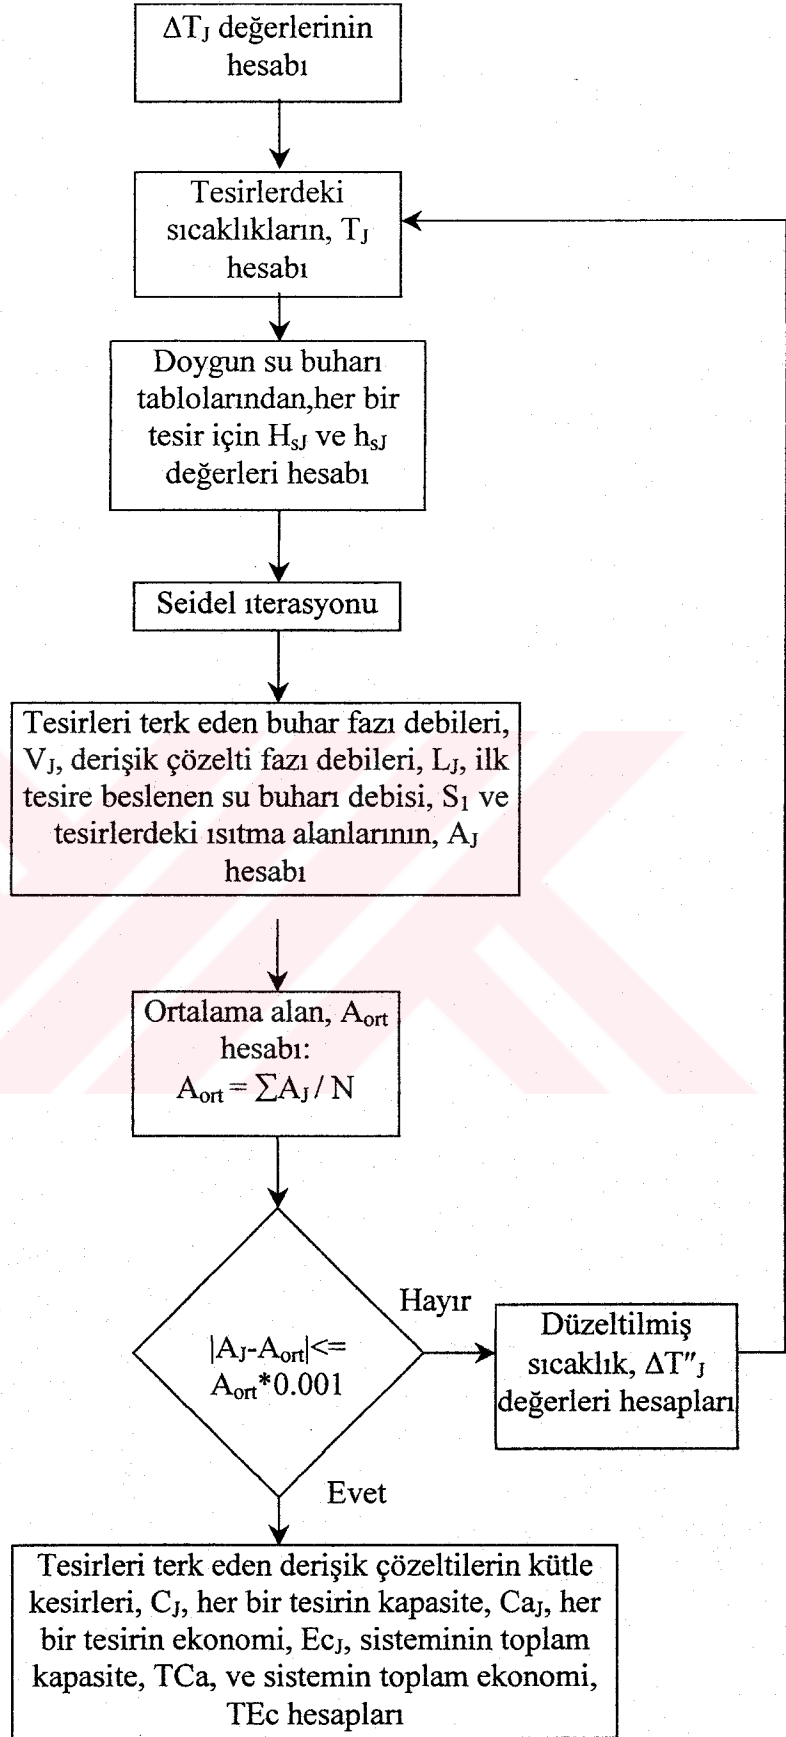 ΔT_J değerlerinin
hesabı
Tesirlerdeki
sıcaklıkların, T_J
hesabı
Doygun su buharı
tablolarından,her bir
tesir için H_sJ ve h_sJ
değerleri hesabı
Seidel ıterasyonu
Tesirleri terk eden buhar fazı debileri,
V_J, derişik çözelti fazı debileri, L_J, ilk
tesire beslenen su buharı debisi, S_1 ve
tesirlerdeki ısıtma alanlarının, A_J
hesabı
Ortalama alan, A_ort
hesabı:
A_ort = ∑A_J / N
|A_J-A_ort|<=
A_ort*0.001
Hayır
Düzeltilmiş
sıcaklık, ΔT″_J
değerleri hesapları
Evet
Tesirleri terk eden derişik çözeltilerin kütle
kesirleri, C_J, her bir tesirin kapasite, Ca_J, her
bir tesirin ekonomi, Ec_J, sisteminin toplam
kapasite, TCa, ve sistemin toplam ekonomi,
TEc hesapları